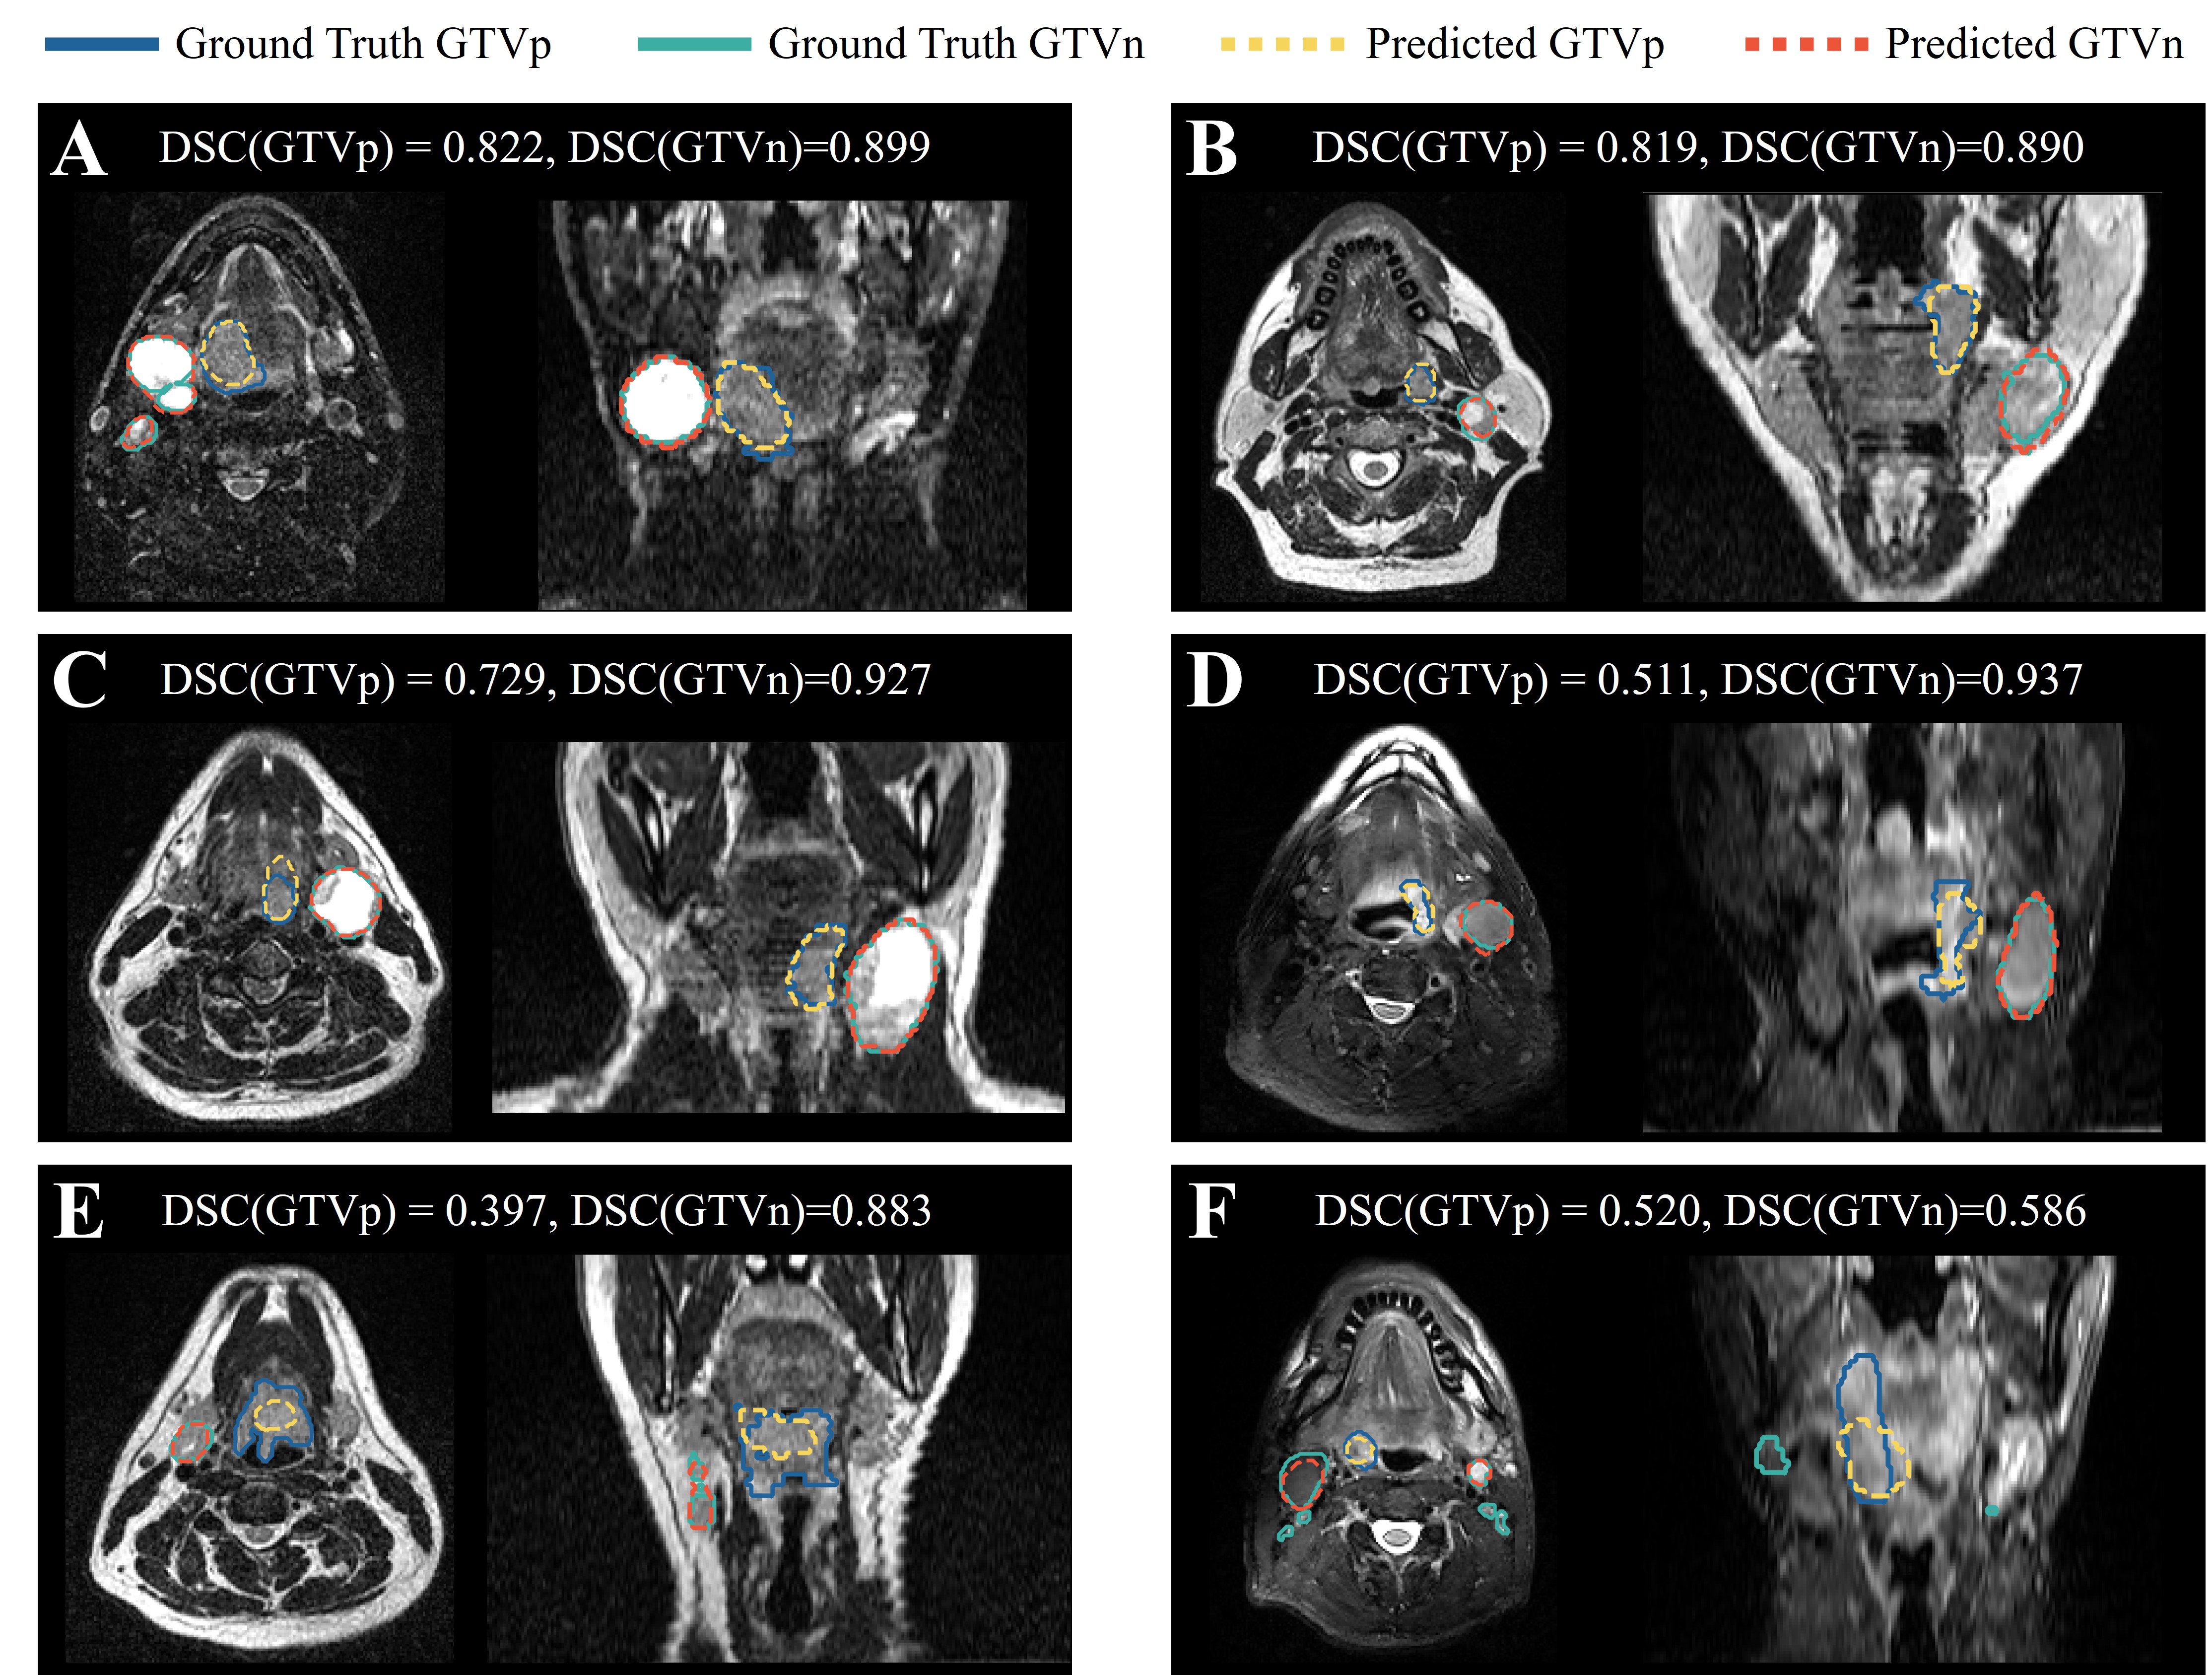 Ground Truth GTVp Ground Truth GTVn Predicted GTVp Predicted GTVn
A DSC(GTVp) = 0.822, DSC(GTVn)=0.899
B DSC(GTVp) = 0.819, DSC(GTVn)=0.890
C DSC(GTVp) = 0.729, DSC(GTVn)=0.927
D DSC(GTVp) = 0.511, DSC(GTVn)=0.937
E DSC(GTVp) = 0.397, DSC(GTVn)=0.883
F DSC(GTVp) = 0.520, DSC(GTVn)=0.586